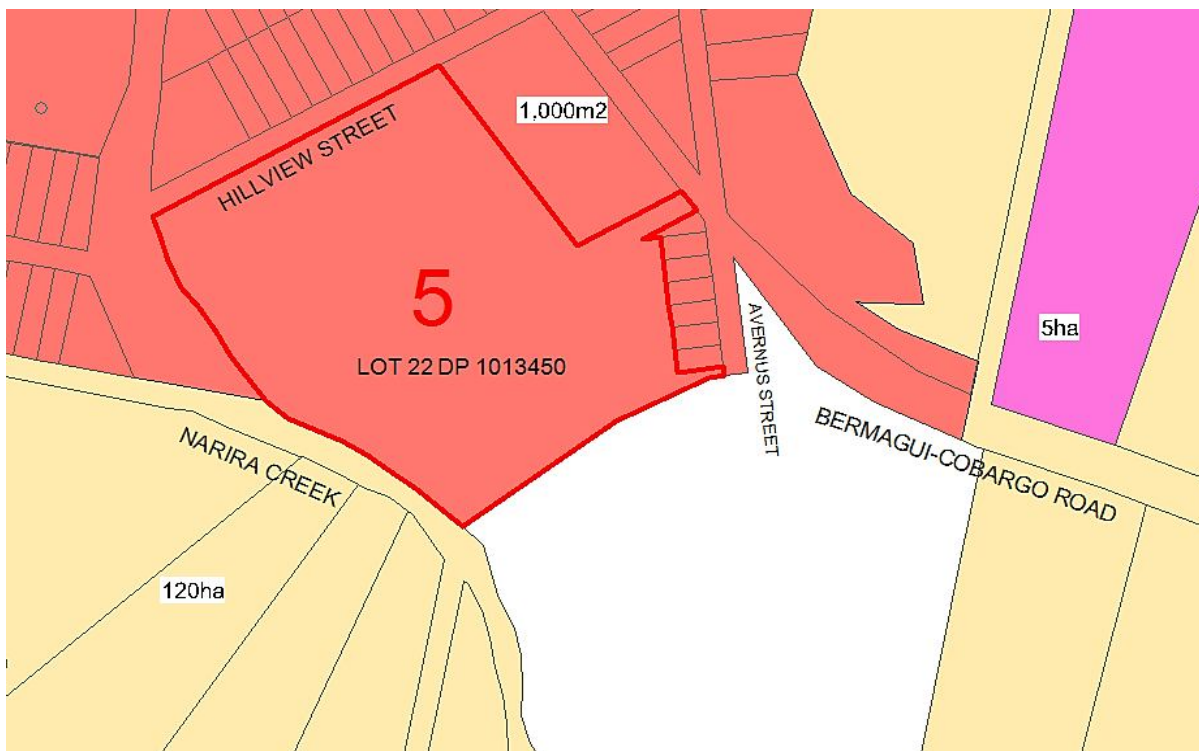 1,000m2
HILLVIEW STREET
5
LOT 22 DP 1013450
5ha
AVERNUS STREET
BERMAGUI-COBARGO ROAD
NARIRA CREEK
120ha